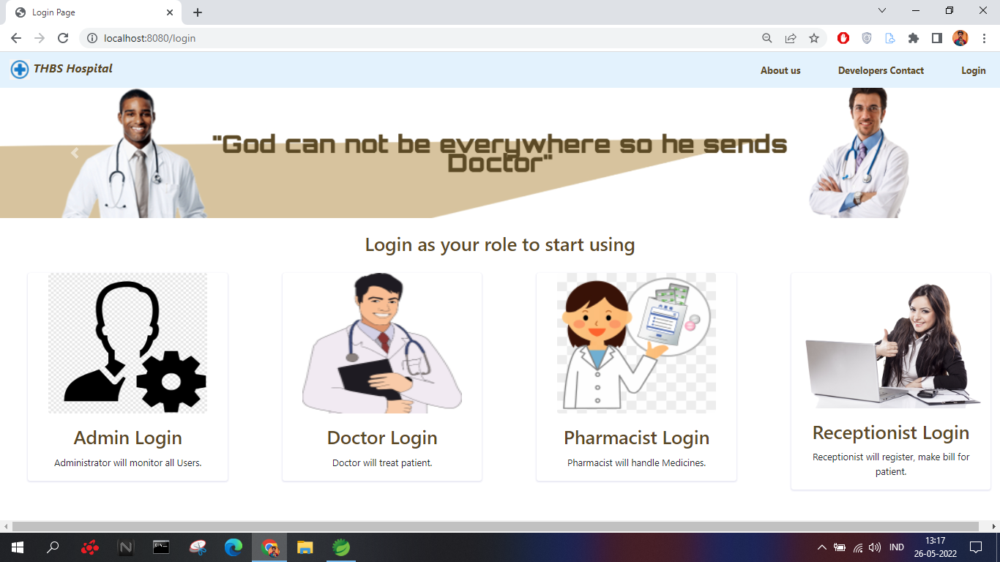 Login Page
localhost:8080/login
THBS Hospital
About us
Developers Contact
Login
"God can not be everywhere so he sends
Doctor"
Login as your role to start using
Admin Login
Administrator will monitor all Users.
Doctor Login
Doctor will treat patient.
Pharmacist Login
Pharmacist will handle Medicines.
Receptionist Login
Receptionist will register, make bill for
patient.
IND
13:17
26-05-2022